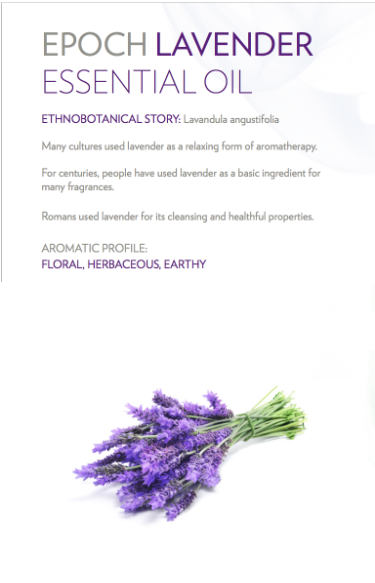 EPOCH LAVENDER
ESSENTIAL OIL
ETHNOBOTANICAL STORY: Lavandula angustifolia
Many cultures used lavender as a relaxing form of aromatherapy.
For centuries, people have used lavender as a basic ingredient for
many fragrances.
Romans used lavender for its cleansing and healthful properties.
AROMATIC PROFILE:
FLORAL, HERBACEOUS, EARTHY